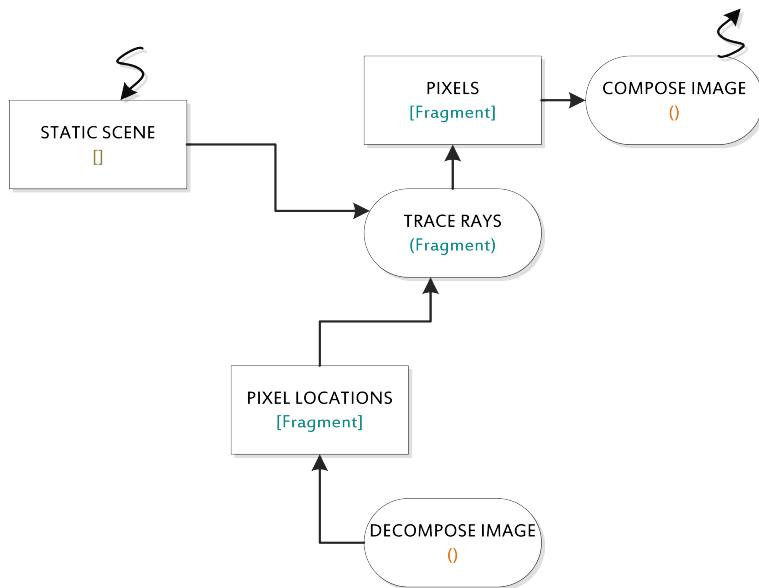 PIXELS
[Fragment]
COMPOSE IMAGE
()
STATIC SCENE
[]
TRACE RAYS
(Fragment)
PIXEL LOCATIONS
[Fragment]
DECOMPOSE IMAGE
()